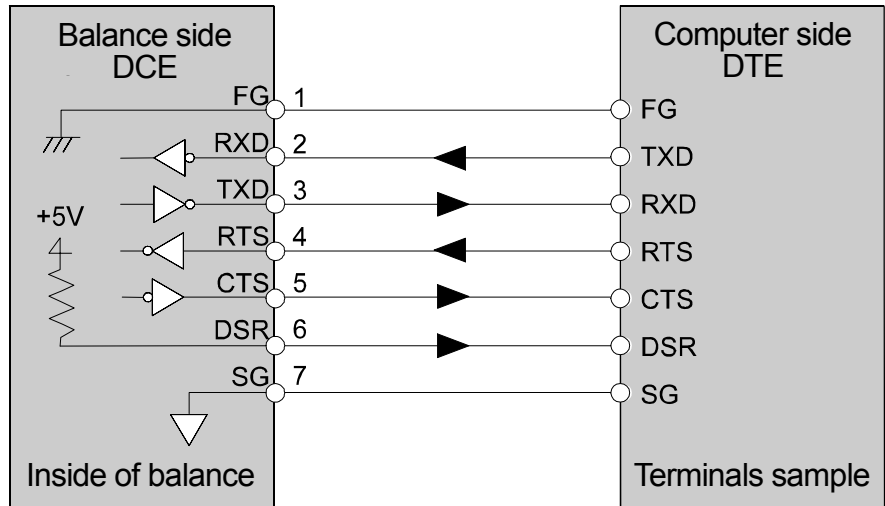 Balance side
DCE
Computer side
DTE
FG 1 FG
RXD 2 TXD
TXD 3 RXD
+5V
RTS 4 RTS
CTS 5 CTS
DSR 6 DSR
SG 7 SG
Inside of balance
Terminals sample